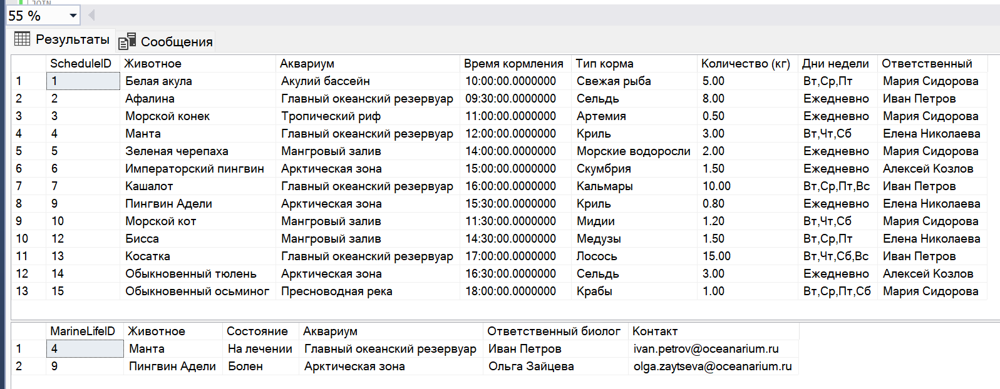 JOIN
55 %
Результаты Сообщения
ScheduleID Животное Аквариум Время кормления Тип корма Количество (кг) Дни недели Ответственный
1 1 Белая акула Акулий бассейн 10:00:00.0000000 Свежая рыба 5.00 Вт,Ср,Пт Мария Сидорова
2 2 Афалина Главный океанский резервуар 09:30:00.0000000 Сельдь 8.00 Ежедневно Иван Петров
3 3 Морской конек Тропический риф 11:00:00.0000000 Артемия 0.50 Ежедневно Мария Сидорова
4 4 Манта Главный океанский резервуар 12:00:00.0000000 Криль 3.00 Вт,Чт,Сб Елена Николаева
5 5 Зеленая черепаха Мангровый залив 14:00:00.0000000 Морские водоросли 2.00 Ежедневно Мария Сидорова
6 6 Императорский пингвин Арктическая зона 15:00:00.0000000 Скумбрия 1.50 Ежедневно Алексей Козлов
7 7 Кашалот Главный океанский резервуар 16:00:00.0000000 Кальмары 10.00 Вт,Ср,Пт,Вс Иван Петров
8 9 Пингвин Адели Арктическая зона 15:30:00.0000000 Криль 0.80 Ежедневно Елена Николаева
9 10 Морской кот Мангровый залив 11:30:00.0000000 Мидии 1.20 Вт,Чт,Сб Мария Сидорова
10 12 Бисса Мангровый залив 14:30:00.0000000 Медузы 1.50 Вт,Ср,Пт Елена Николаева
11 13 Косатка Главный океанский резервуар 17:00:00.0000000 Лосось 15.00 Вт,Чт,Сб,Вс Иван Петров
12 14 Обыкновенный тюлень Арктическая зона 16:30:00.0000000 Сельдь 3.00 Ежедневно Алексей Козлов
13 15 Обыкновенный осьминог Пресноводная река 18:00:00.0000000 Крабы 1.00 Вт,Ср,Пт,Сб Мария Сидорова
MarineLifeID Животное Состояние Аквариум Ответственный биолог Контакт
1 4 Манта На лечении Главный океанский резервуар Иван Петров ivan.petrov@oceanarium.ru
2 9 Пингвин Адели Болен Арктическая зона Ольга Зайцева olga.zaytseva@oceanarium.ru